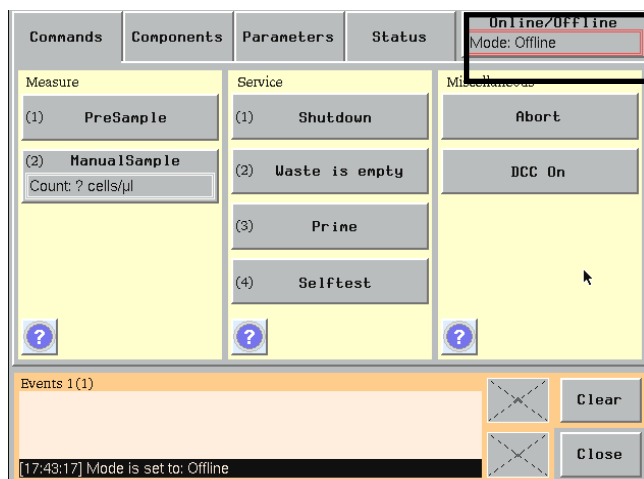 Commands
Components
Parameters
Status
Online/Offline
Mode: Offline
Measure
(1) PreSample
(2) ManualSample
Count: ? cells/µl
?
Service
(1) Shutdown
(2) Waste is empty
(3) Prime
(4) Selftest
?
Miscellaneous
Abort
DCC On
?
Events 1 (1)
[17:43:17] Mode is set to: Offline
Clear
Close